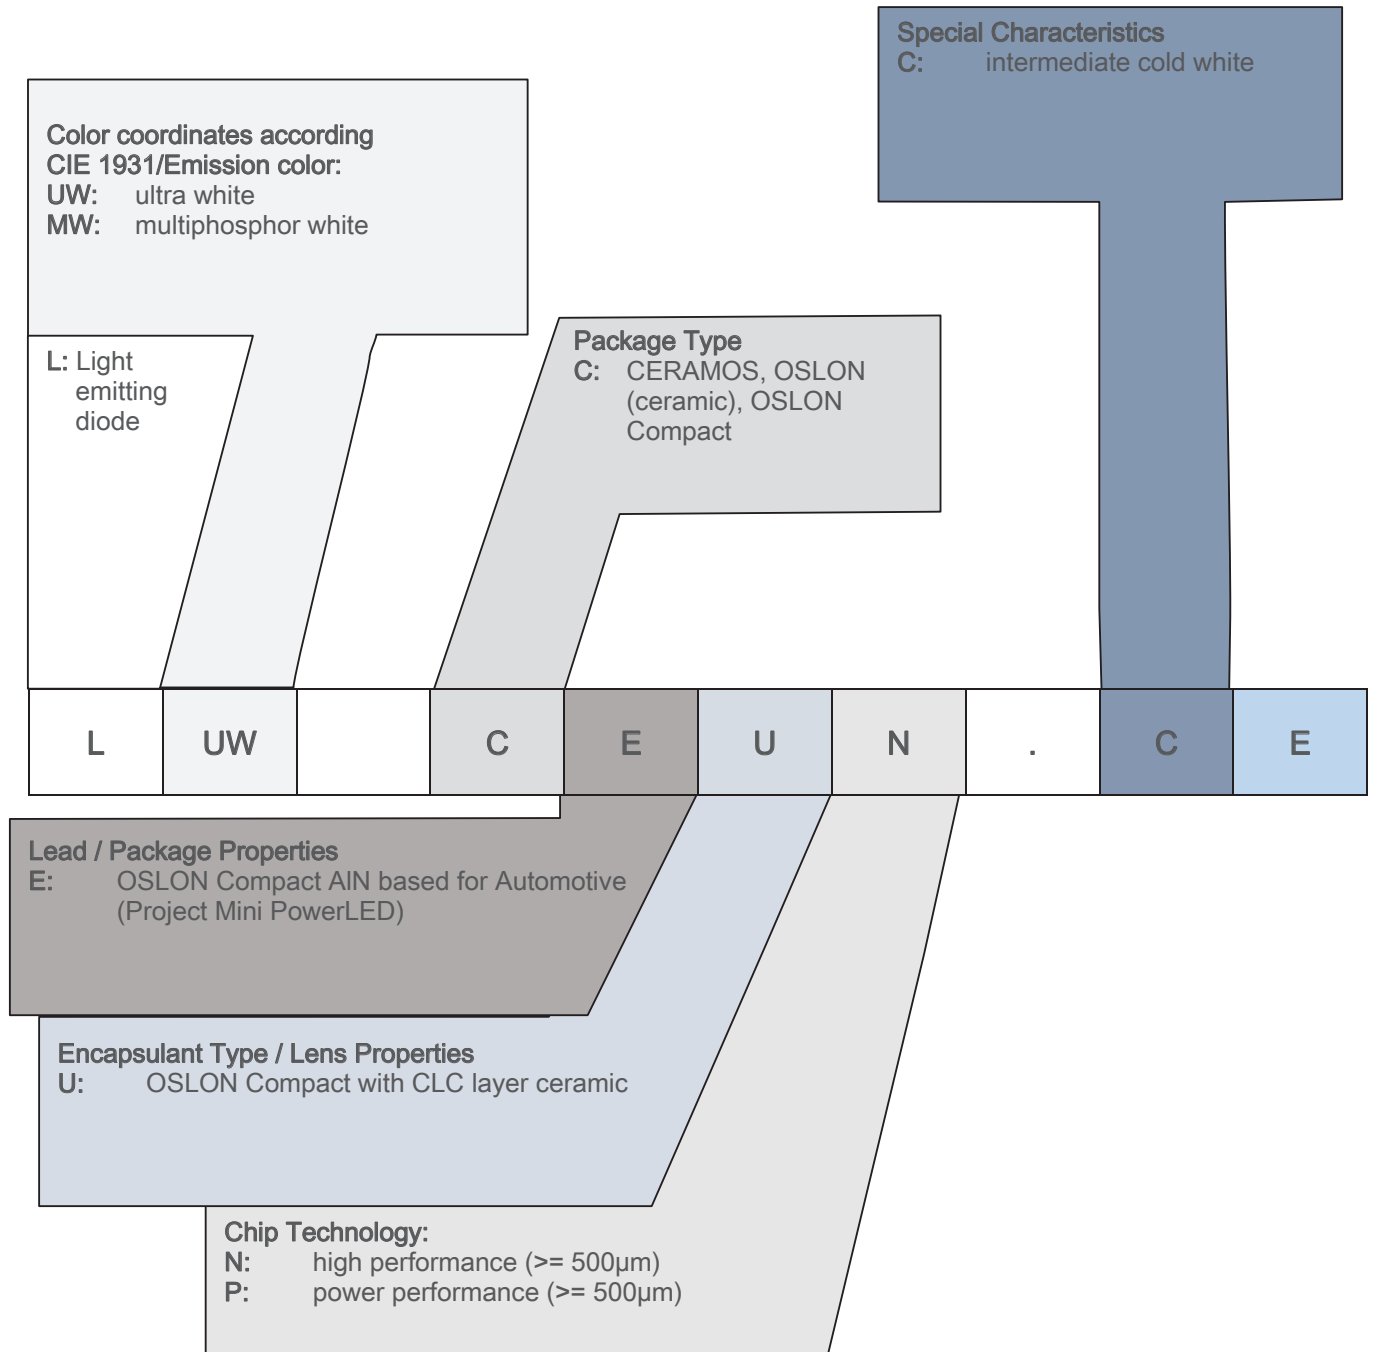 Special Characteristics
C: intermediate cold white
Color coordinates according
CIE 1931/Emission color:
UW: ultra white
MW: multiphosphor white
L: Light
emitting
diode
Package Type
C: CERAMOS, OSLON
(ceramic), OSLON
Compact
L UW C E U N . C E
Lead / Package Properties
E: OSLON Compact AlN based for Automotive
(Project Mini PowerLED)
Encapsulant Type / Lens Properties
U: OSLON Compact with CLC layer ceramic
Chip Technology:
N: high performance (>= 500µm)
P: power performance (>= 500µm)